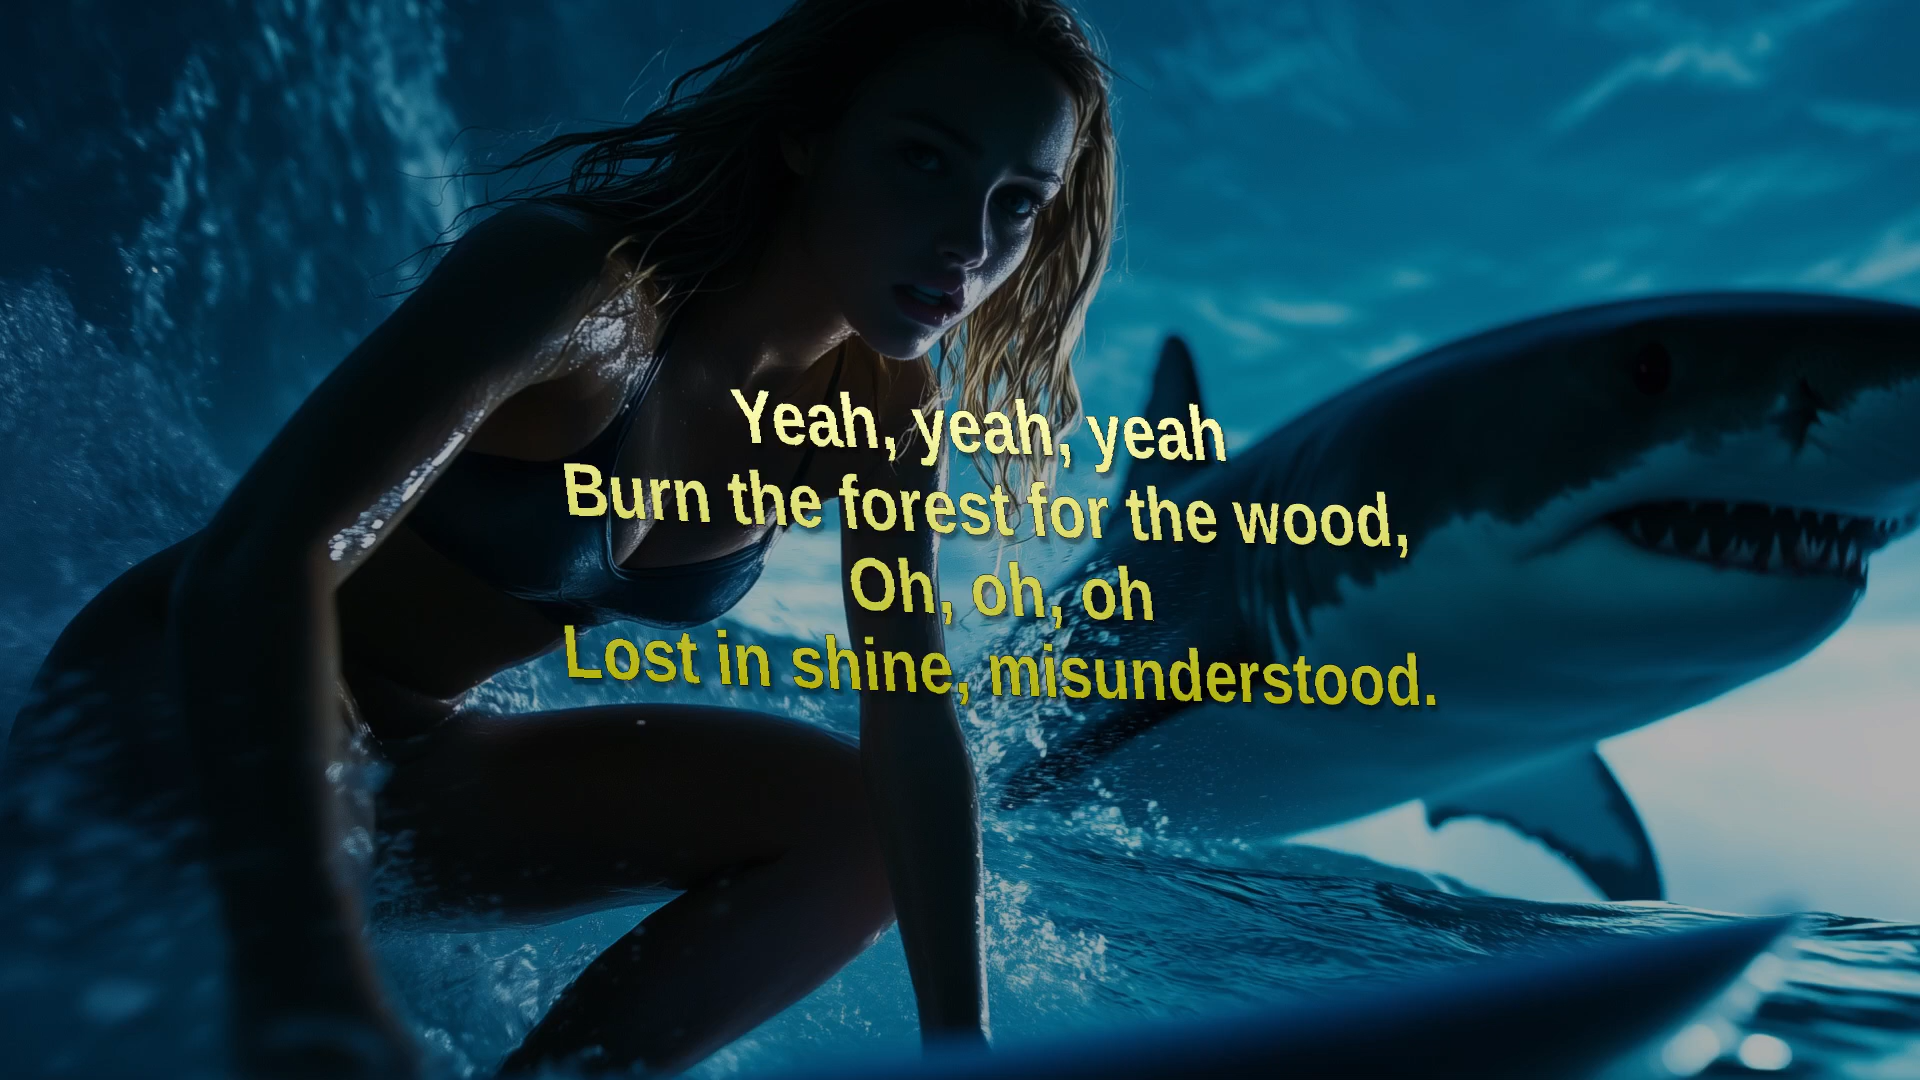 Yeah, yeah, yeah
Burn the forest for the wood,
Oh, oh, oh
Lost in shine, misunderstood.